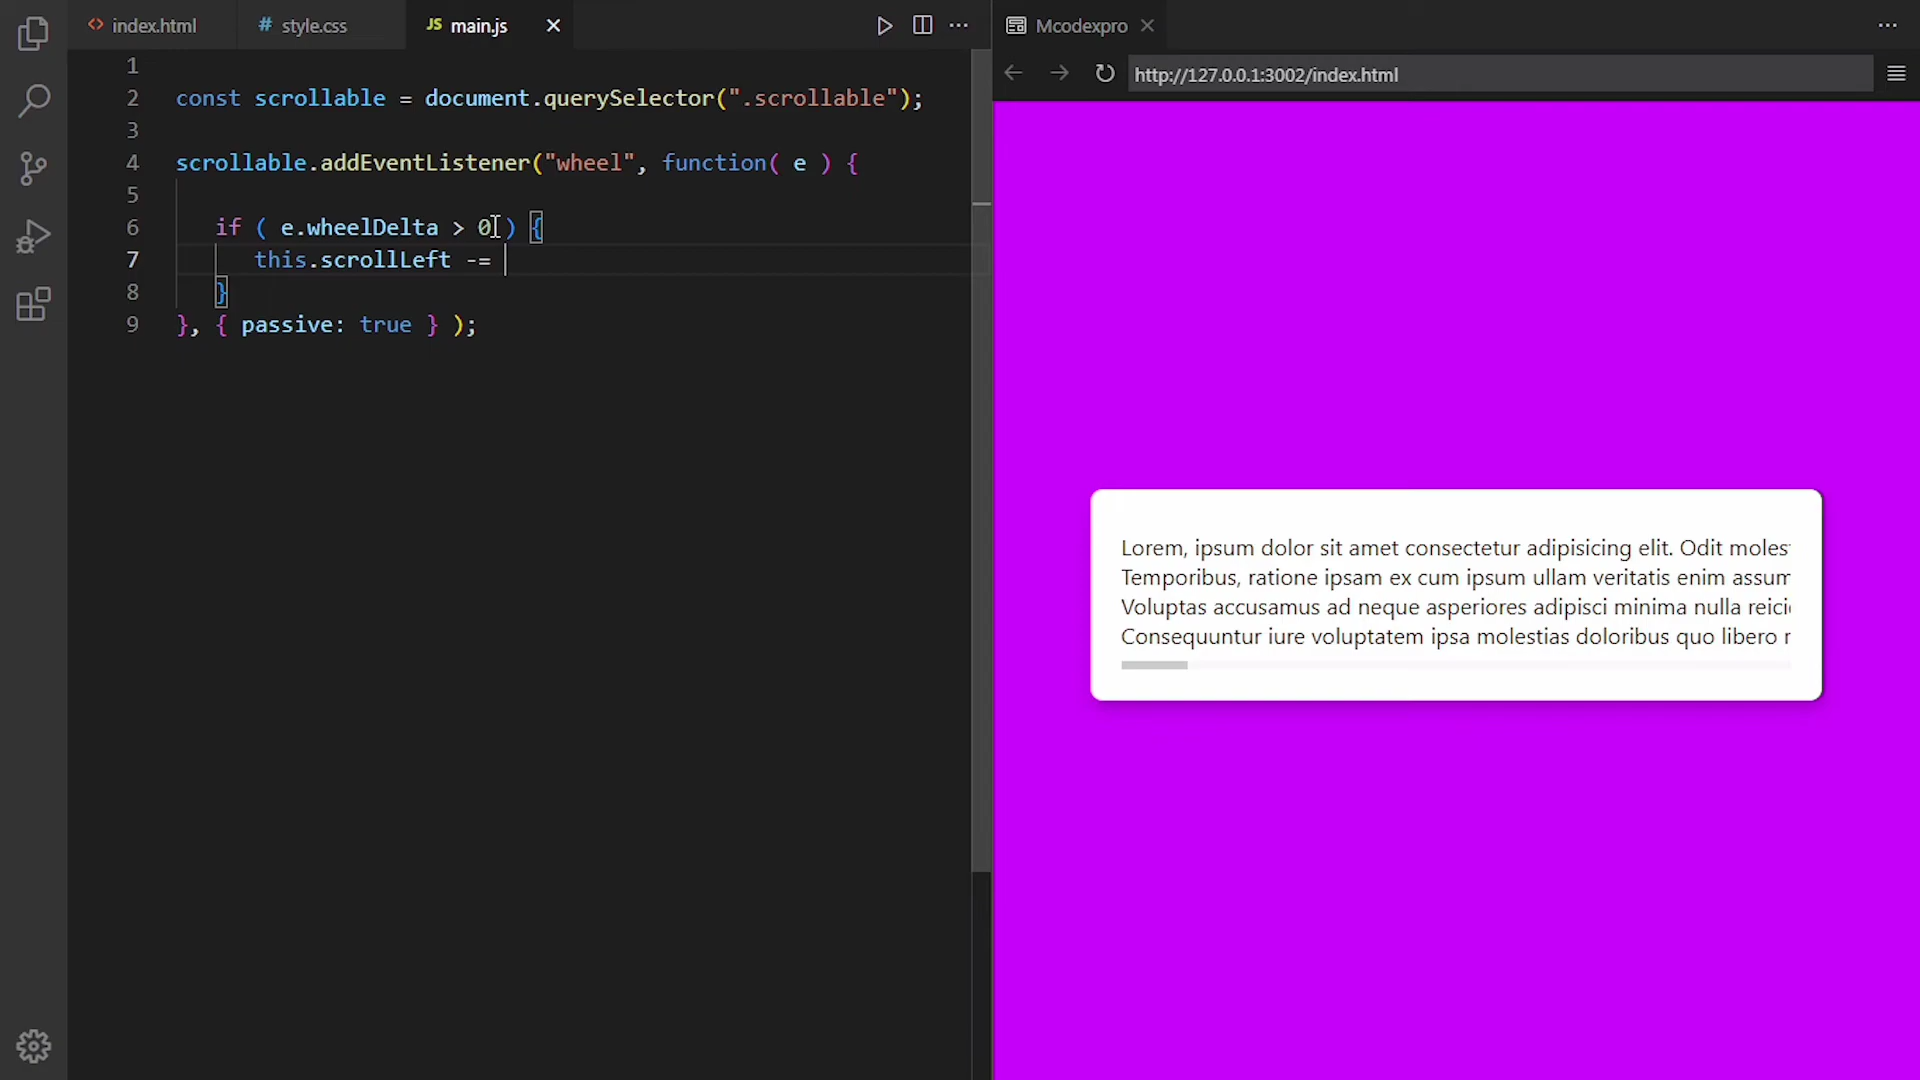 <> index.html
# style.css
JS main.js
Mcodexpro
http://127.0.0.1:3002/index.html
1
2 const scrollable = document.querySelector(".scrollable");
3
4 scrollable.addEventListener("wheel", function( e ) {
5
6 if ( e.wheelDelta > 0 ) {
7 this.scrollLeft -=
8 }
9 }, { passive: true } );
Lorem, ipsum dolor sit amet consectetur adipisicing elit. Odit moles
Temporibus, ratione ipsam ex cum ipsum ullam veritatis enim assum
Voluptas accusamus ad neque asperiores adipisci minima nulla reici
Consequuntur iure voluptatem ipsa molestias doloribus quo libero r